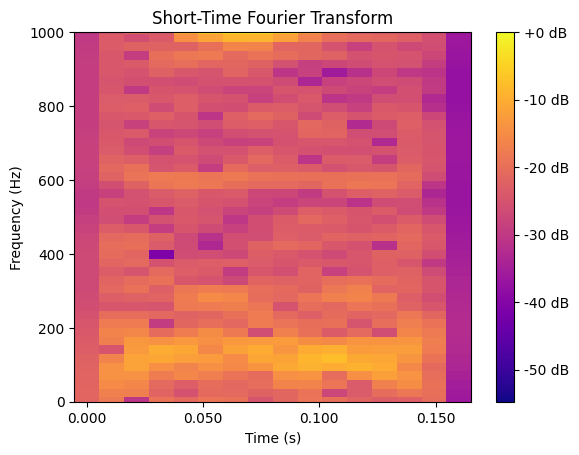 Short-Time Fourier Transform
1000
800
600
400
200
0
Frequency (Hz)
0.000
0.050
0.100
0.150
Time (s)
+0 dB
-10 dB
-20 dB
-30 dB
-40 dB
-50 dB